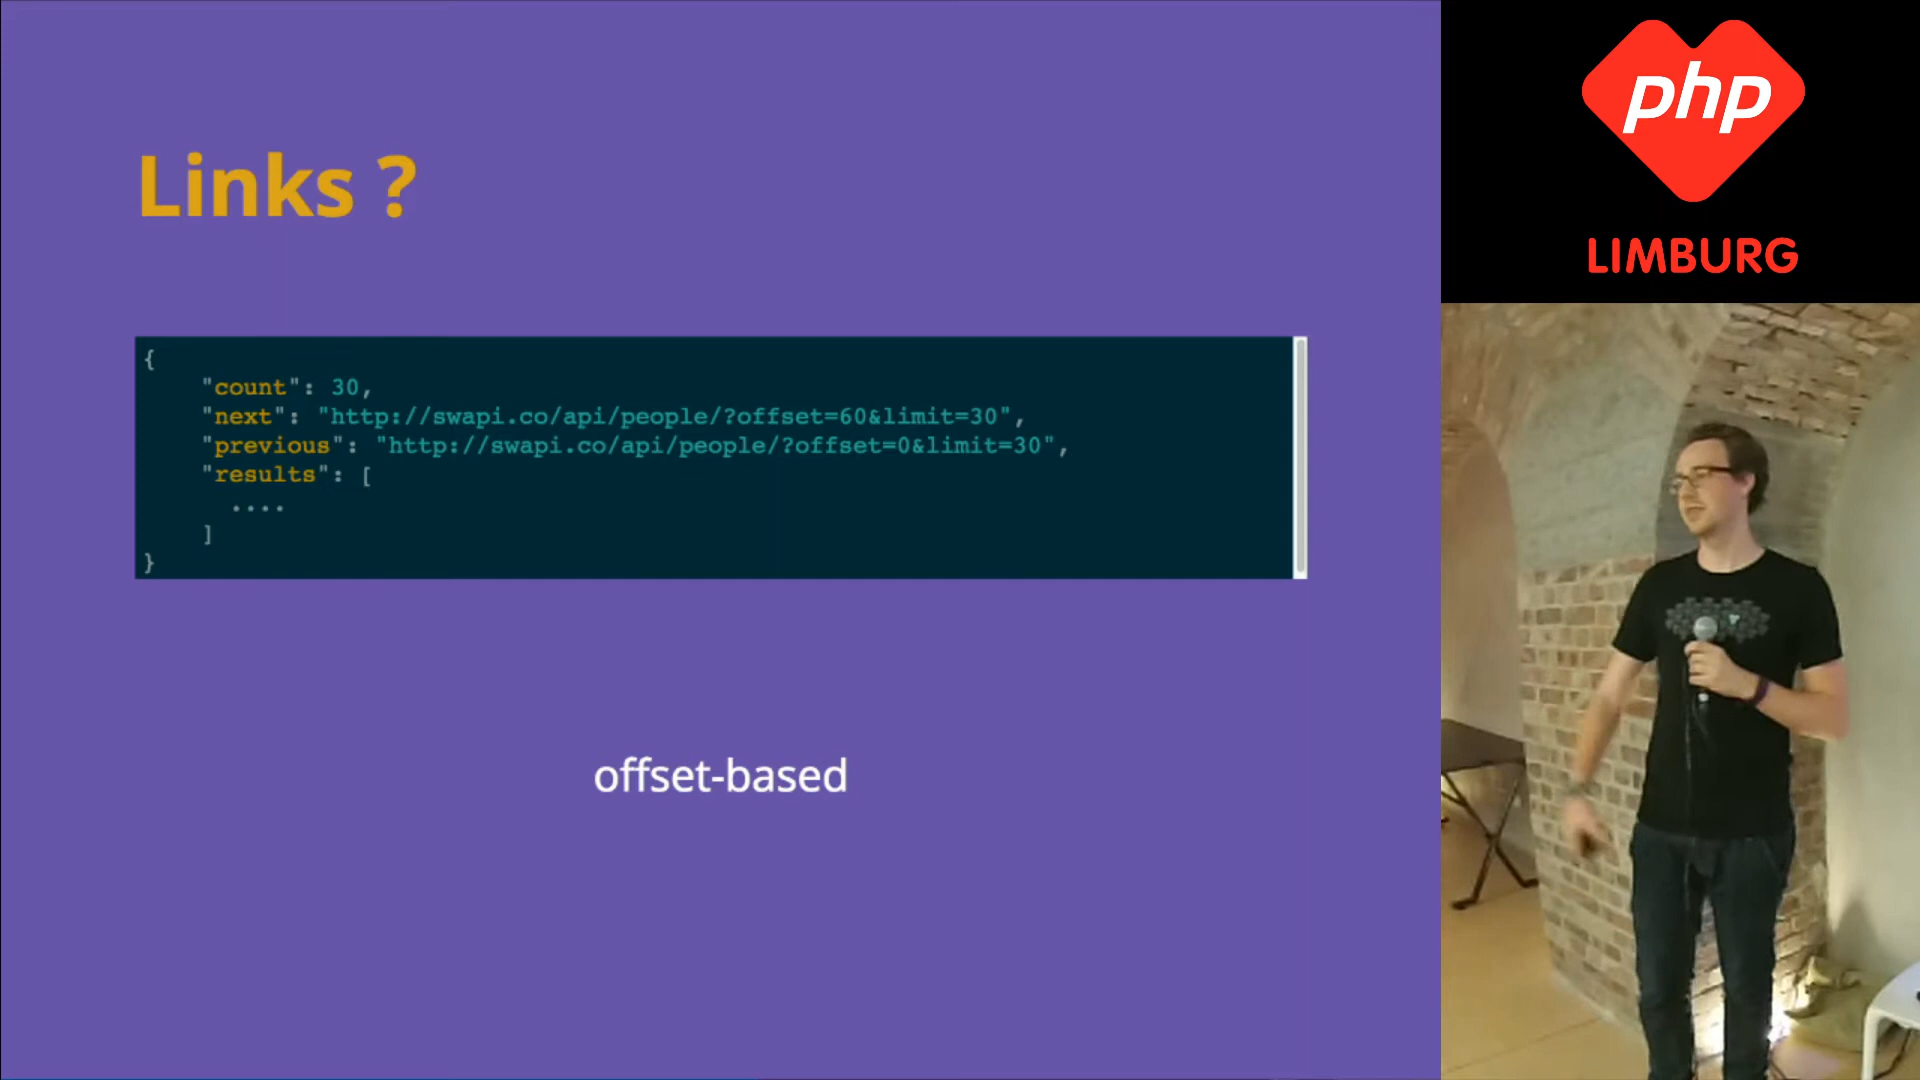 Links ?
{
"count": 30,
"next": "http://swapi.co/api/people/?offset=60&limit=30",
"previous": "http://swapi.co/api/people/?offset=0&limit=30",
"results": [
....
]
}
offset-based
php
LIMBURG